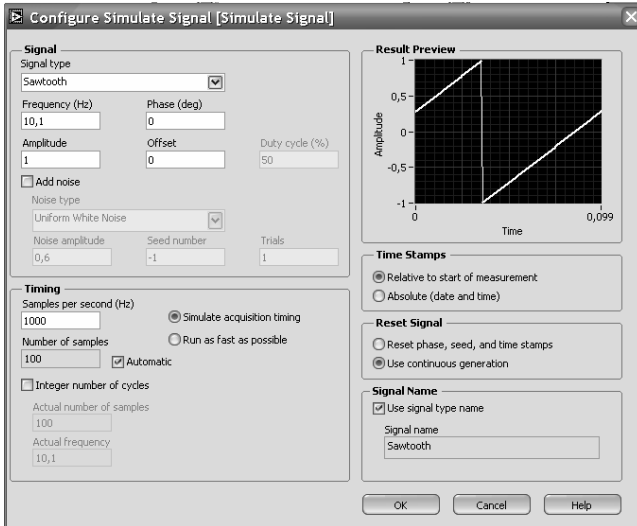 Configure Simulate Signal [Simulate Signal]
Signal
Signal type
Sawtooth
Frequency (Hz) Phase (deg)
10,1 0
Amplitude Offset Duty cycle (%)
1 0 50
Add noise
Noise type
Uniform White Noise
Noise amplitude Seed number Trials
0,6 -1 1
Timing
Samples per second (Hz)
1000
Simulate acquisition timing
Run as fast as possible
Number of samples
100 Automatic
Integer number of cycles
Actual number of samples
100
Actual frequency
10,1
Result Preview
Amplitude
1
0,5
0
-0,5
-1
0 0,099
Time
Time Stamps
Relative to start of measurement
Absolute (date and time)
Reset Signal
Reset phase, seed, and time stamps
Use continuous generation
Signal Name
Use signal type name
Signal name
Sawtooth
OK Cancel Help